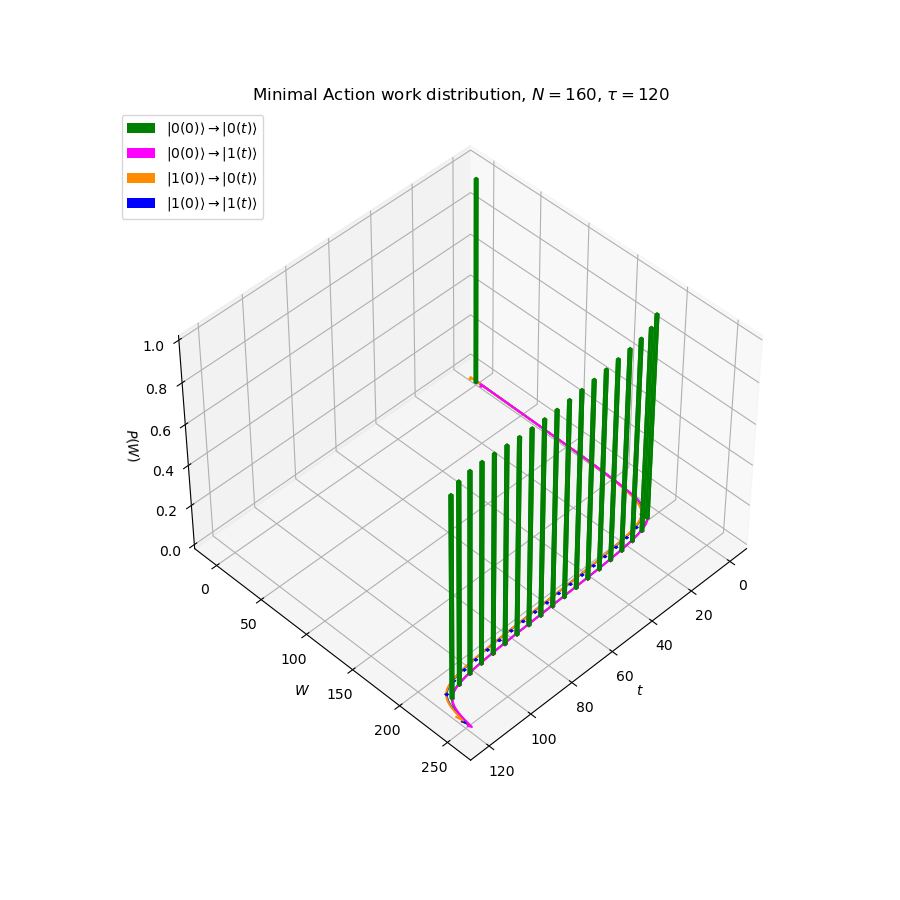 Minimal Action work distribution, $N = 160$, $\tau = 120$
|0(0)⟩ → |0(t)⟩
|0(0)⟩ → |1(t)⟩
|1(0)⟩ → |0(t)⟩
|1(0)⟩ → |1(t)⟩
1.0
0.8
0.6
0.4
0.2
0.0
P(W)
0
50
100
150
200
250
W
0
20
40
60
80
100
120
t